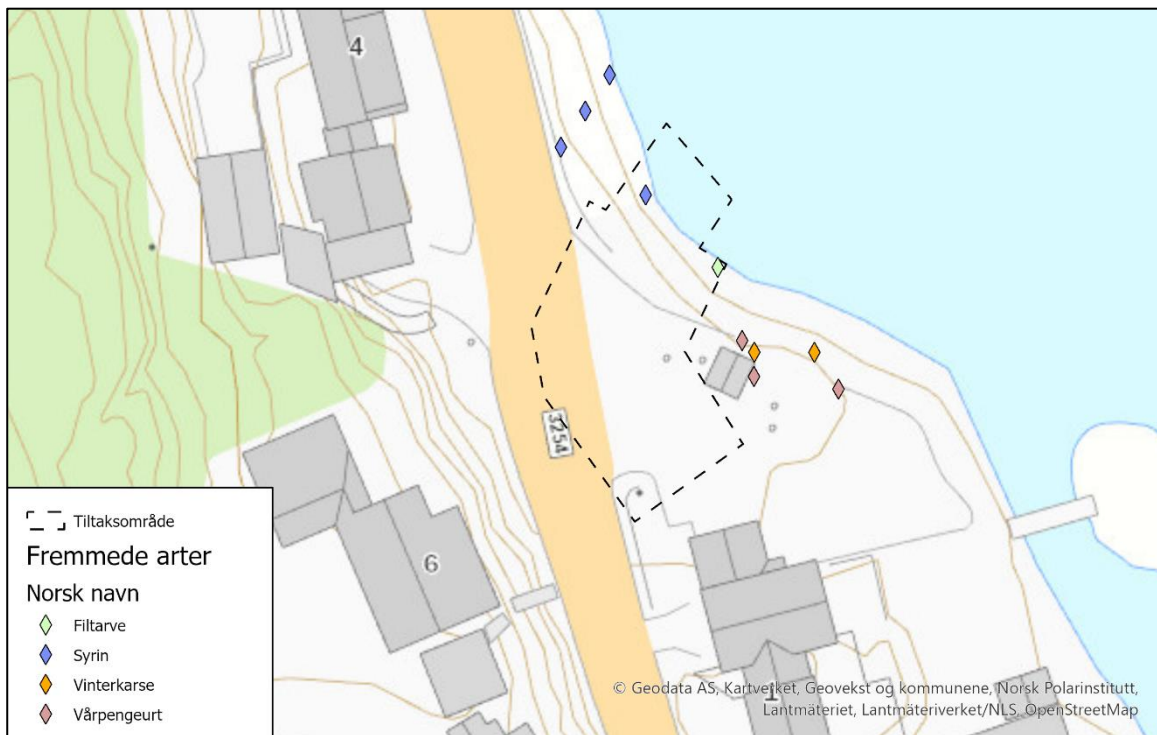 4
3254
6
1
Tiltaksområde
Fremmede arter
Norsk navn
Filtarve
Syrin
Vinterkarse
Vårpengeurt
© Geodata AS, Kartverket, Geovekst og kommunene, Norsk Polarinstitutt,
Lantmäteriet, Lantmäteriverket/NLS, OpenStreetMap